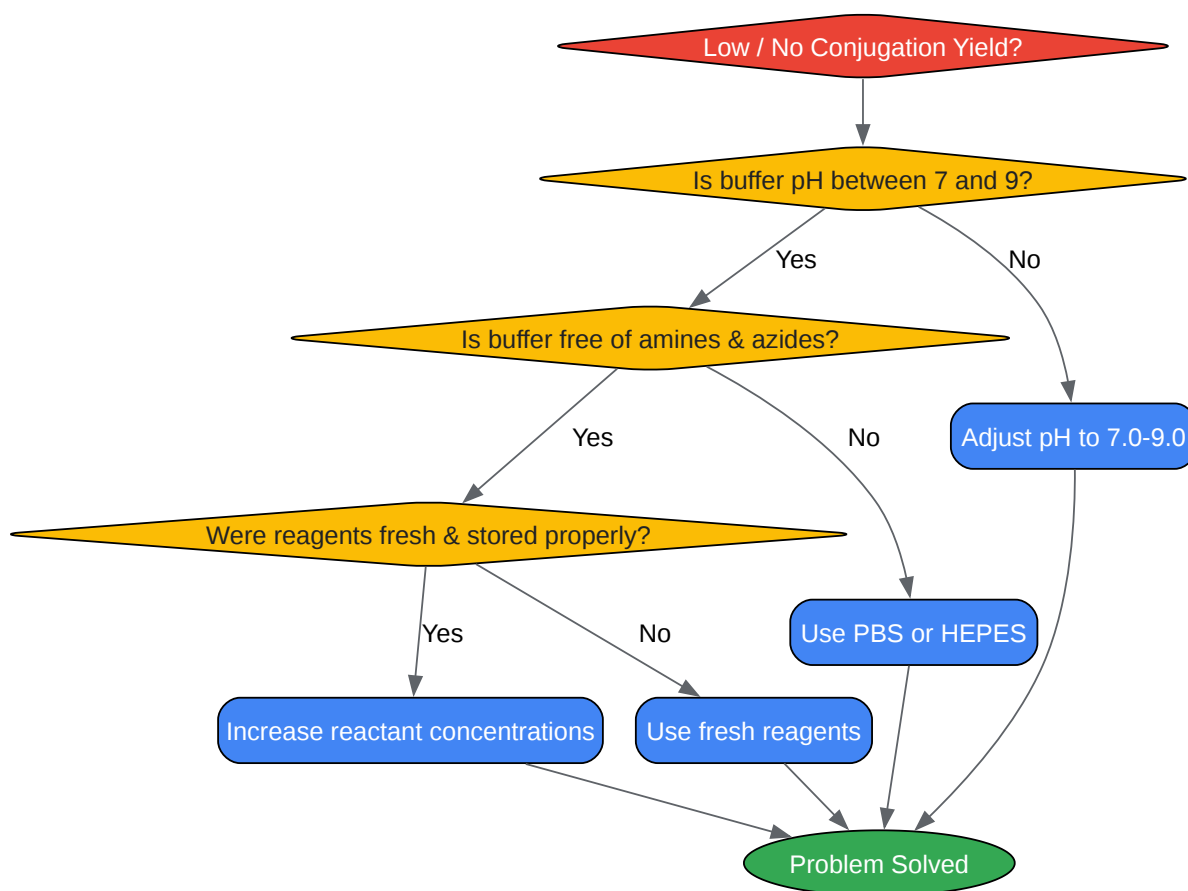 Low / No Conjugation Yield?
Is buffer pH between 7 and 9?
Yes
No
Is buffer free of amines & azides?
Adjust pH to 7.0-9.0
Yes
No
Were reagents fresh & stored properly?
Yes
No
Use PBS or HEPES
Increase reactant concentrations
Use fresh reagents
Problem Solved